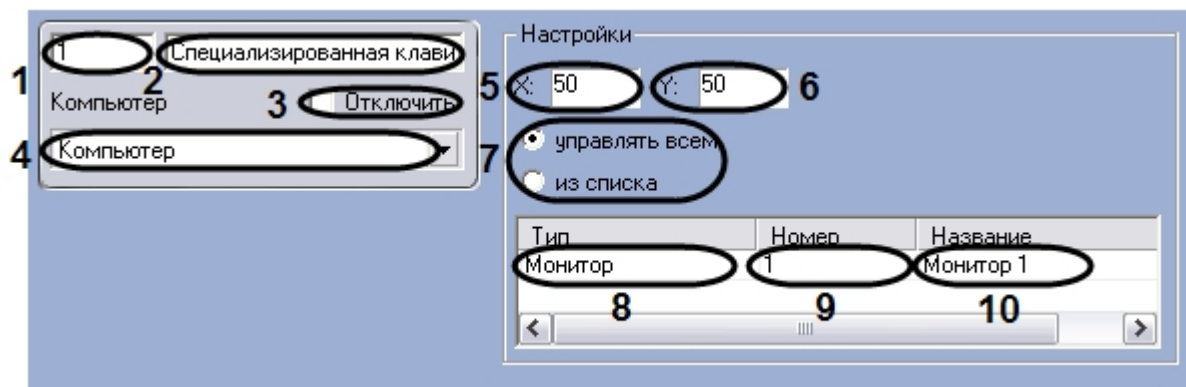 1 Специализированная клави
1 2
Компьютер 3 Отключить
4 Компьютер
Настройки
5 X: 50 Y: 50 6
7 управлять всем
из списка
Тип Номер Название
Монитор 1 Монитор 1
8 9 10